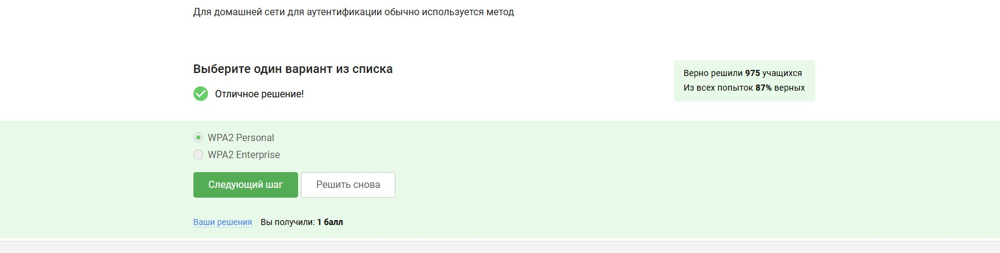 Для домашней сети для аутентификации обычно используется метод
Выберите один вариант из списка
Верно решили 975 учащихся
Из всех попыток 87% верных
Отличное решение!
WPA2 Personal
WPA2 Enterprise
Следующий шаг
Решить снова
Ваши решения Вы получили: 1 балл